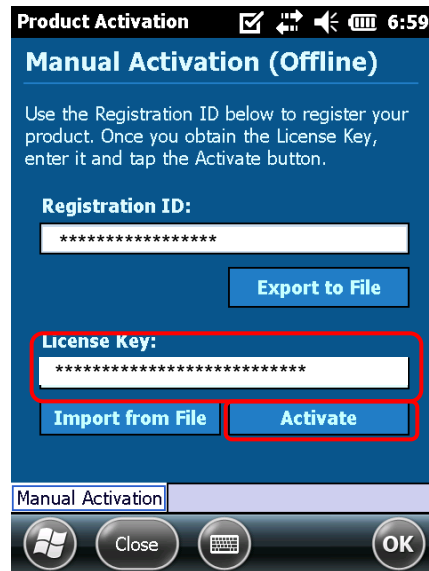 Product Activation 6:59
Manual Activation (Offline)
Use the Registration ID below to register your
product. Once you obtain the License Key,
enter it and tap the Activate button.
Registration ID:
*****************
Export to File
License Key:
***************************
Import from File Activate
Manual Activation
Close OK